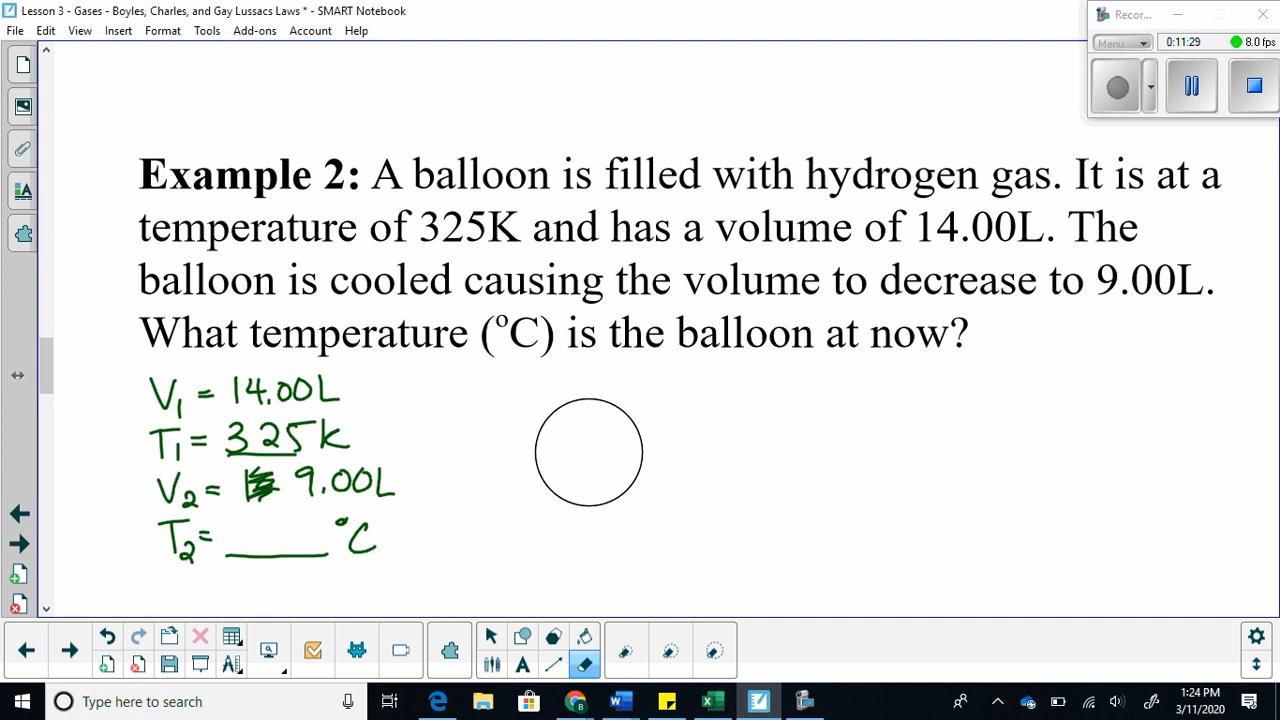 Lesson 3 - Gases - Boyles, Charles, and Gay Lussacs Laws * - SMART Notebook
File Edit View Insert Format Tools Add-ons Account Help
Recor...
Menu
0:11:29 8.0 fps
Example 2: A balloon is filled with hydrogen gas. It is at a
temperature of 325K and has a volume of 14.00L. The
balloon is cooled causing the volume to decrease to 9.00L.
What temperature (°C) is the balloon at now?
V₁ = 14.00L
T₁ = 325K
V₂ = 9.00L
T₂ = ______ °C
Type here to search
1:24 PM
3/11/2020